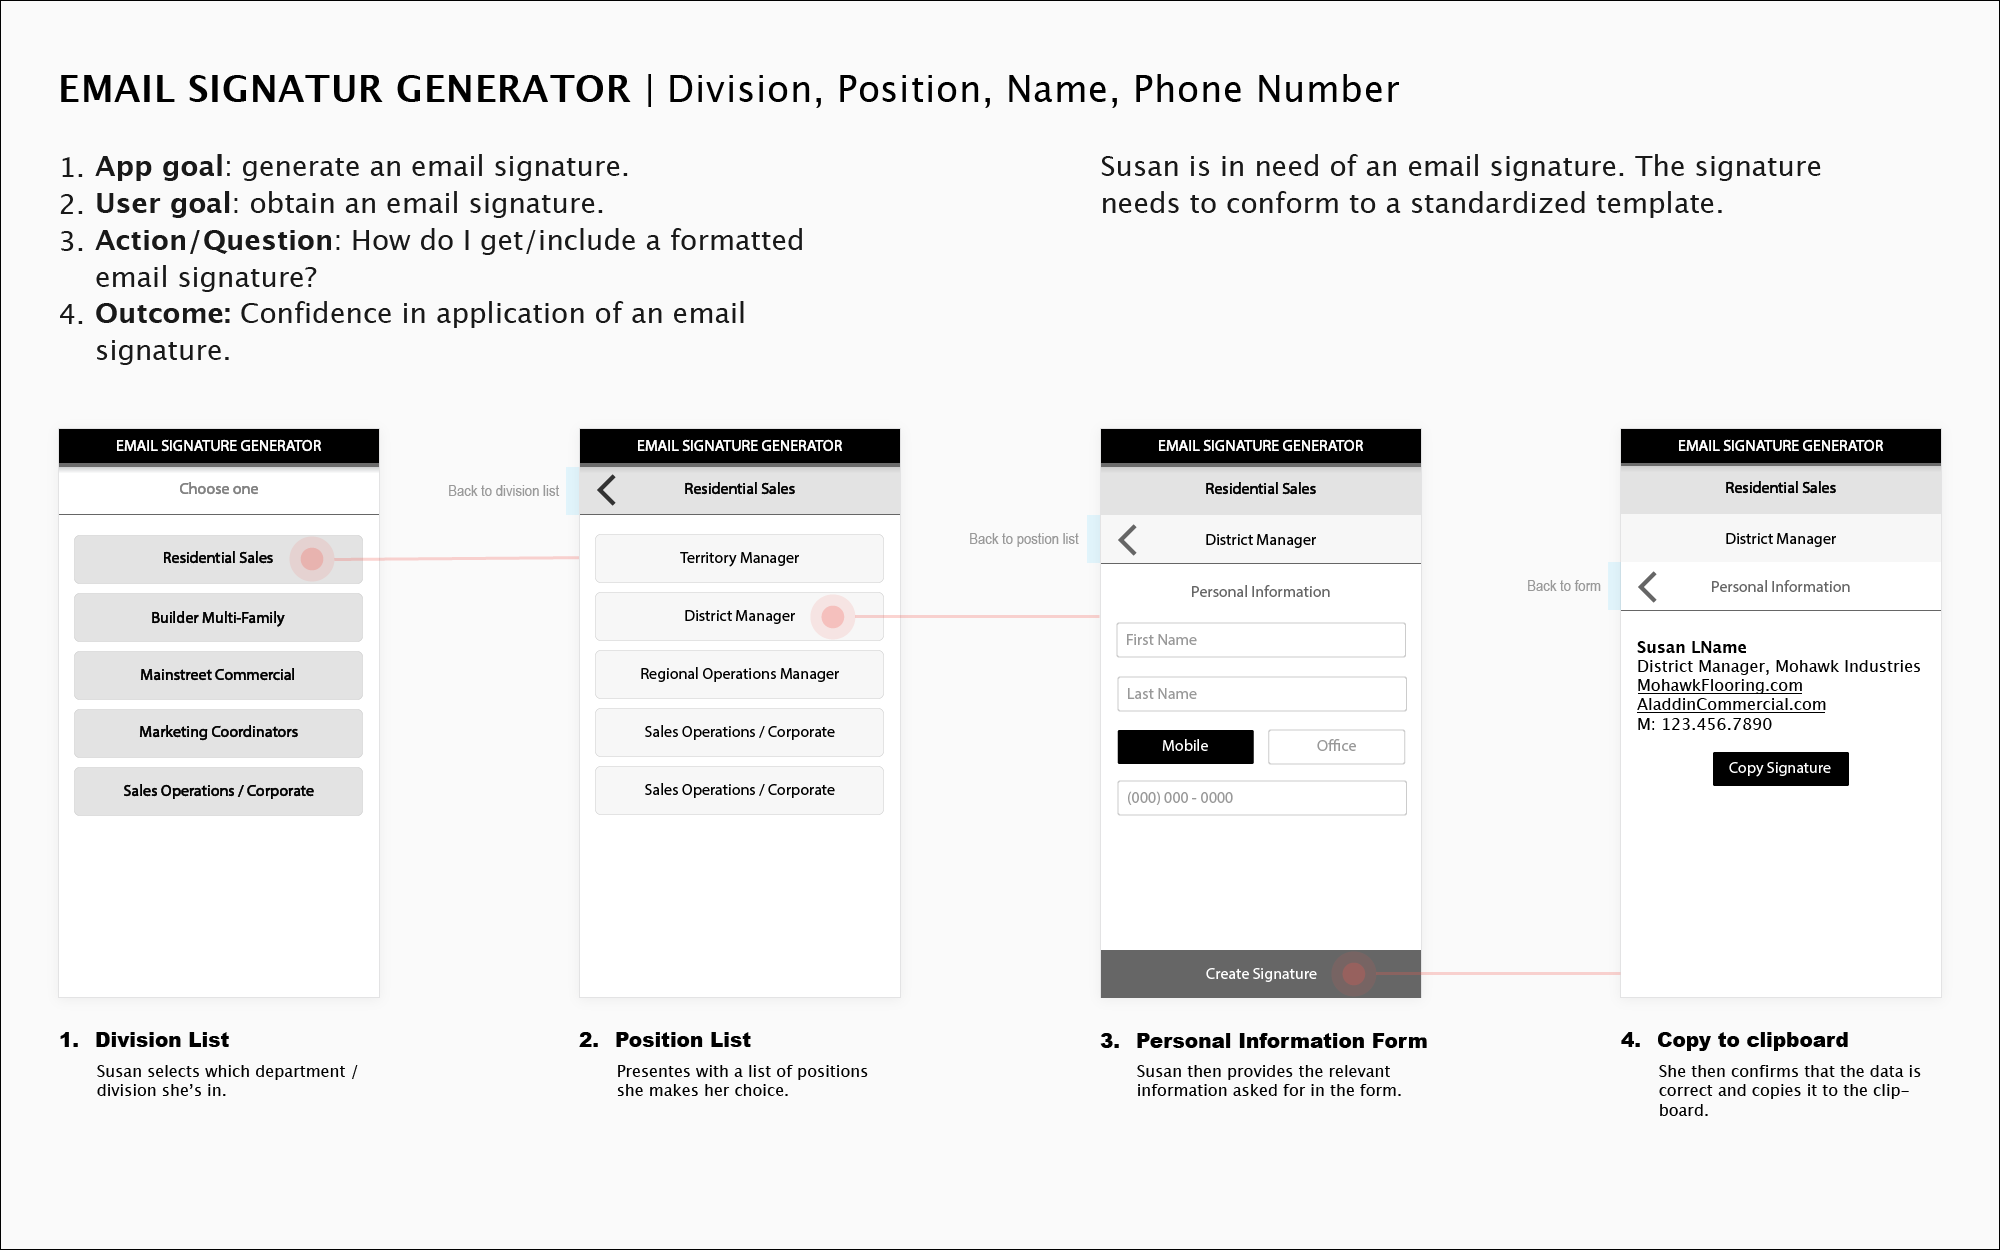 EMAIL SIGNATUR GENERATOR | Division, Position, Name, Phone Number
1. App goal: generate an email signature.
2. User goal: obtain an email signature.
3. Action/Question: How do I get/include a formatted
email signature?
4. Outcome: Confidence in application of an email
signature.
Susan is in need of an email signature. The signature
needs to conform to a standardized template.
EMAIL SIGNATURE GENERATOR
Choose one
Residential Sales
Builder Multi-Family
Mainstreet Commercial
Marketing Coordinators
Sales Operations / Corporate
1. Division List
Susan selects which department /
division she's in.
Back to division list
EMAIL SIGNATURE GENERATOR
Residential Sales
Territory Manager
District Manager
Regional Operations Manager
Sales Operations / Corporate
Sales Operations / Corporate
2. Position List
Presentes with a list of positions
she makes her choice.
Back to postion list
EMAIL SIGNATURE GENERATOR
Residential Sales
District Manager
Personal Information
First Name
Last Name
Mobile
Office
(000) 000 - 0000
Create Signature
3. Personal Information Form
Susan then provides the relevant
information asked for in the form.
Back to form
EMAIL SIGNATURE GENERATOR
Residential Sales
District Manager
Personal Information
Susan LName
District Manager, Mohawk Industries
MohawkFlooring.com
AladdinCommercial.com
M: 123.456.7890
Copy Signature
4. Copy to clipboard
She then confirms that the data is
correct and copies it to the clip-
board.